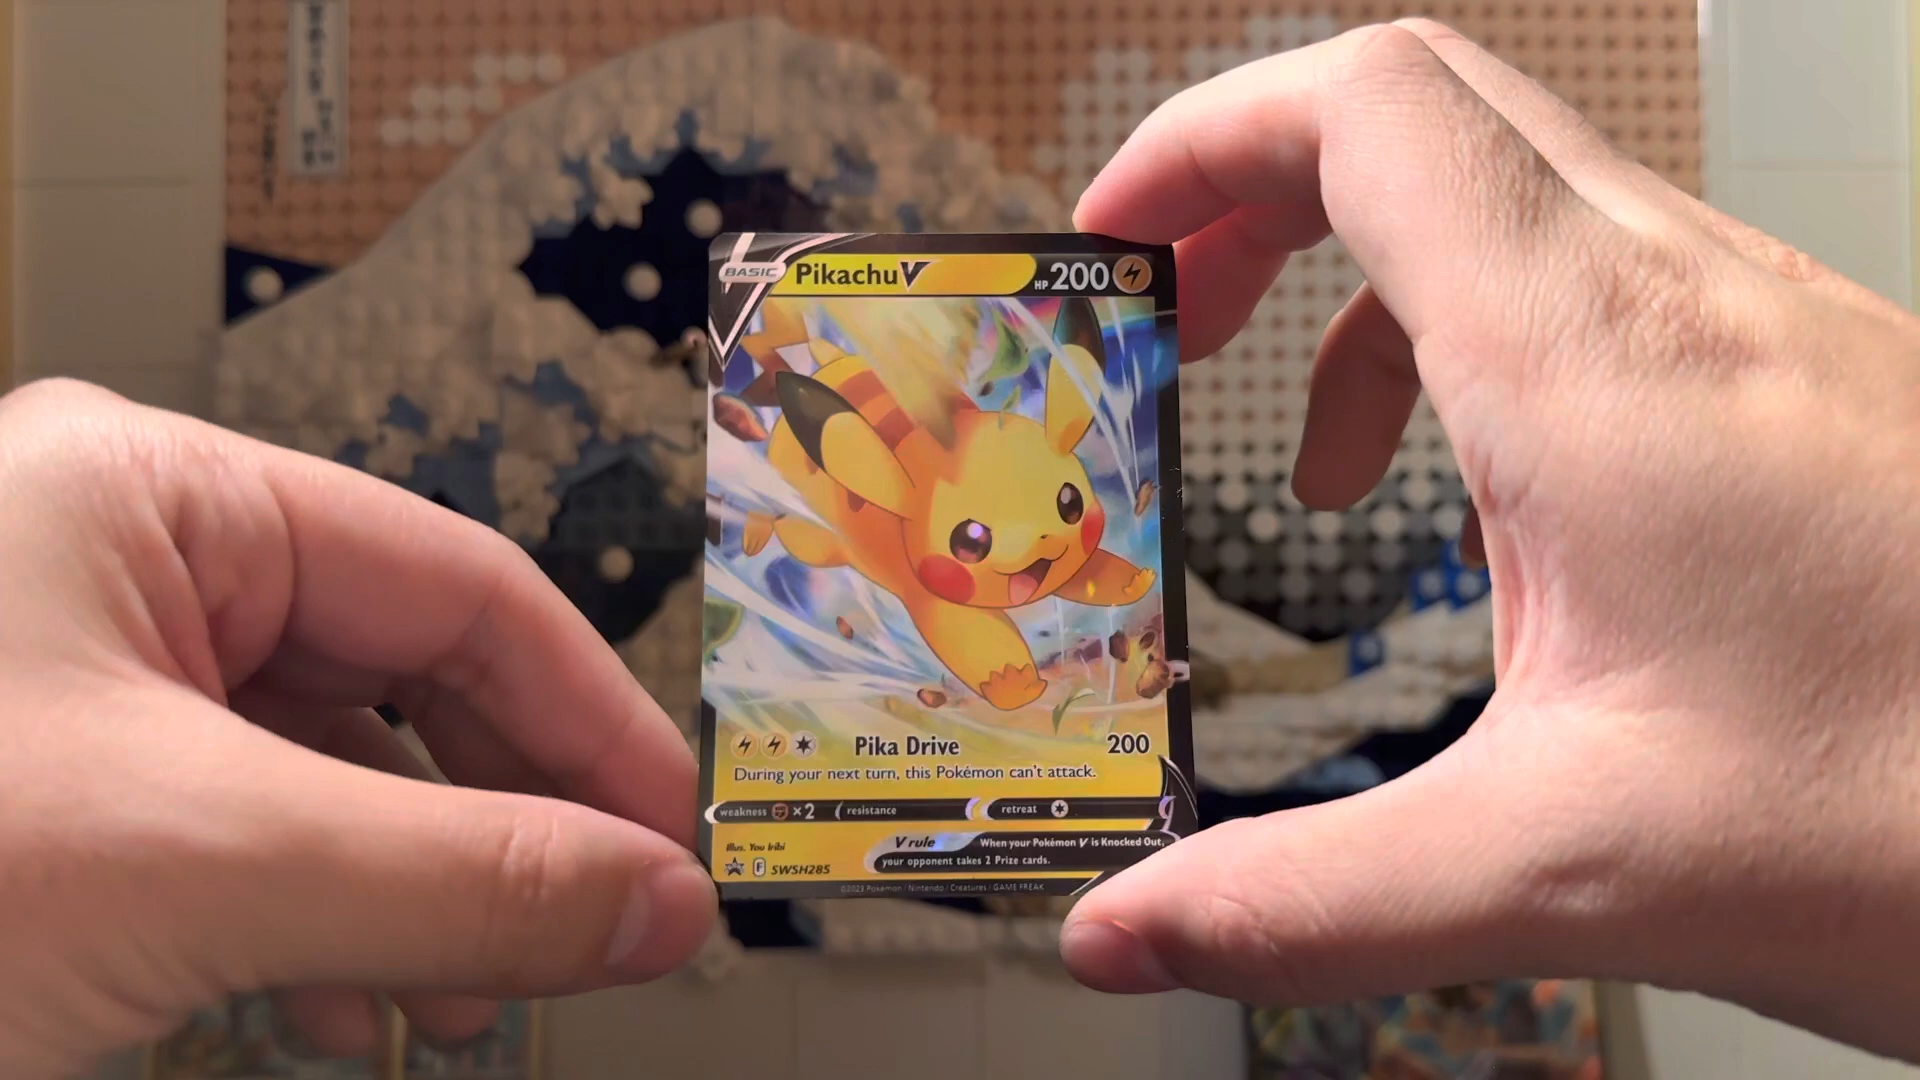 BASIC PikachuV HP 200
Pika Drive 200
During your next turn, this Pokémon can't attack.
weakness ×2 resistance retreat
V rule When your Pokémon V is Knocked Out,
your opponent takes 2 Prize cards.
Illus. You Iribi
F SWSH285
©2023 Pokémon / Nintendo / Creatures / GAME FREAK